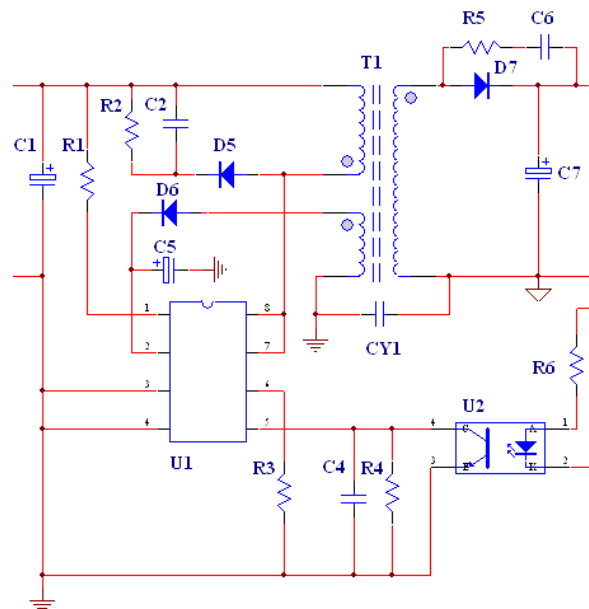 R5 C6
T1
D7
R2 C2
C1 R1
D5
C7
D6
C5
+
+
+
1 8
2 7
3 6
4 5
CY1
R6
U2
4 C A 1
3 E K 2
U1
R3 C4 R4